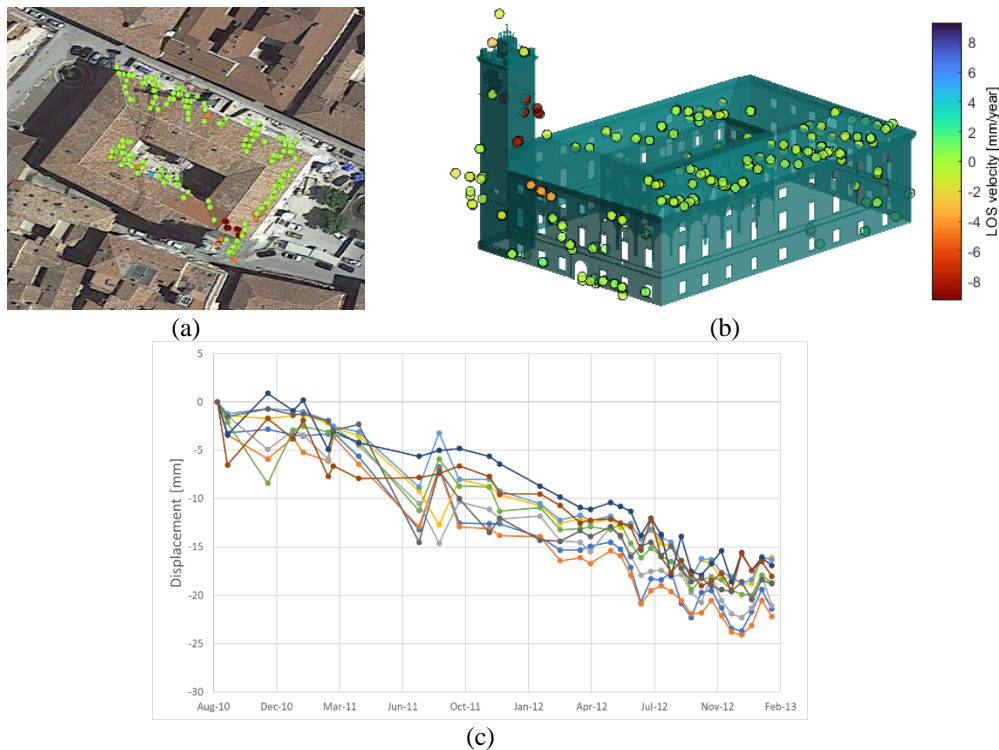 8
6
4
2
0
-2
-4
-6
-8
LOS velocity [mm/year]
(a)
(b)
5
0
-5
-10
-15
-20
-25
-30
Displacement [mm]
Aug-10 Dec-10 Mar-11 Jun-11 Oct-11 Jan-12 Apr-12 Jul-12 Nov-12 Feb-13
(c)